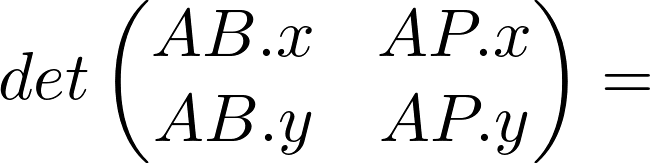 det ( AB.x AP.x
AB.y AP.y ) =